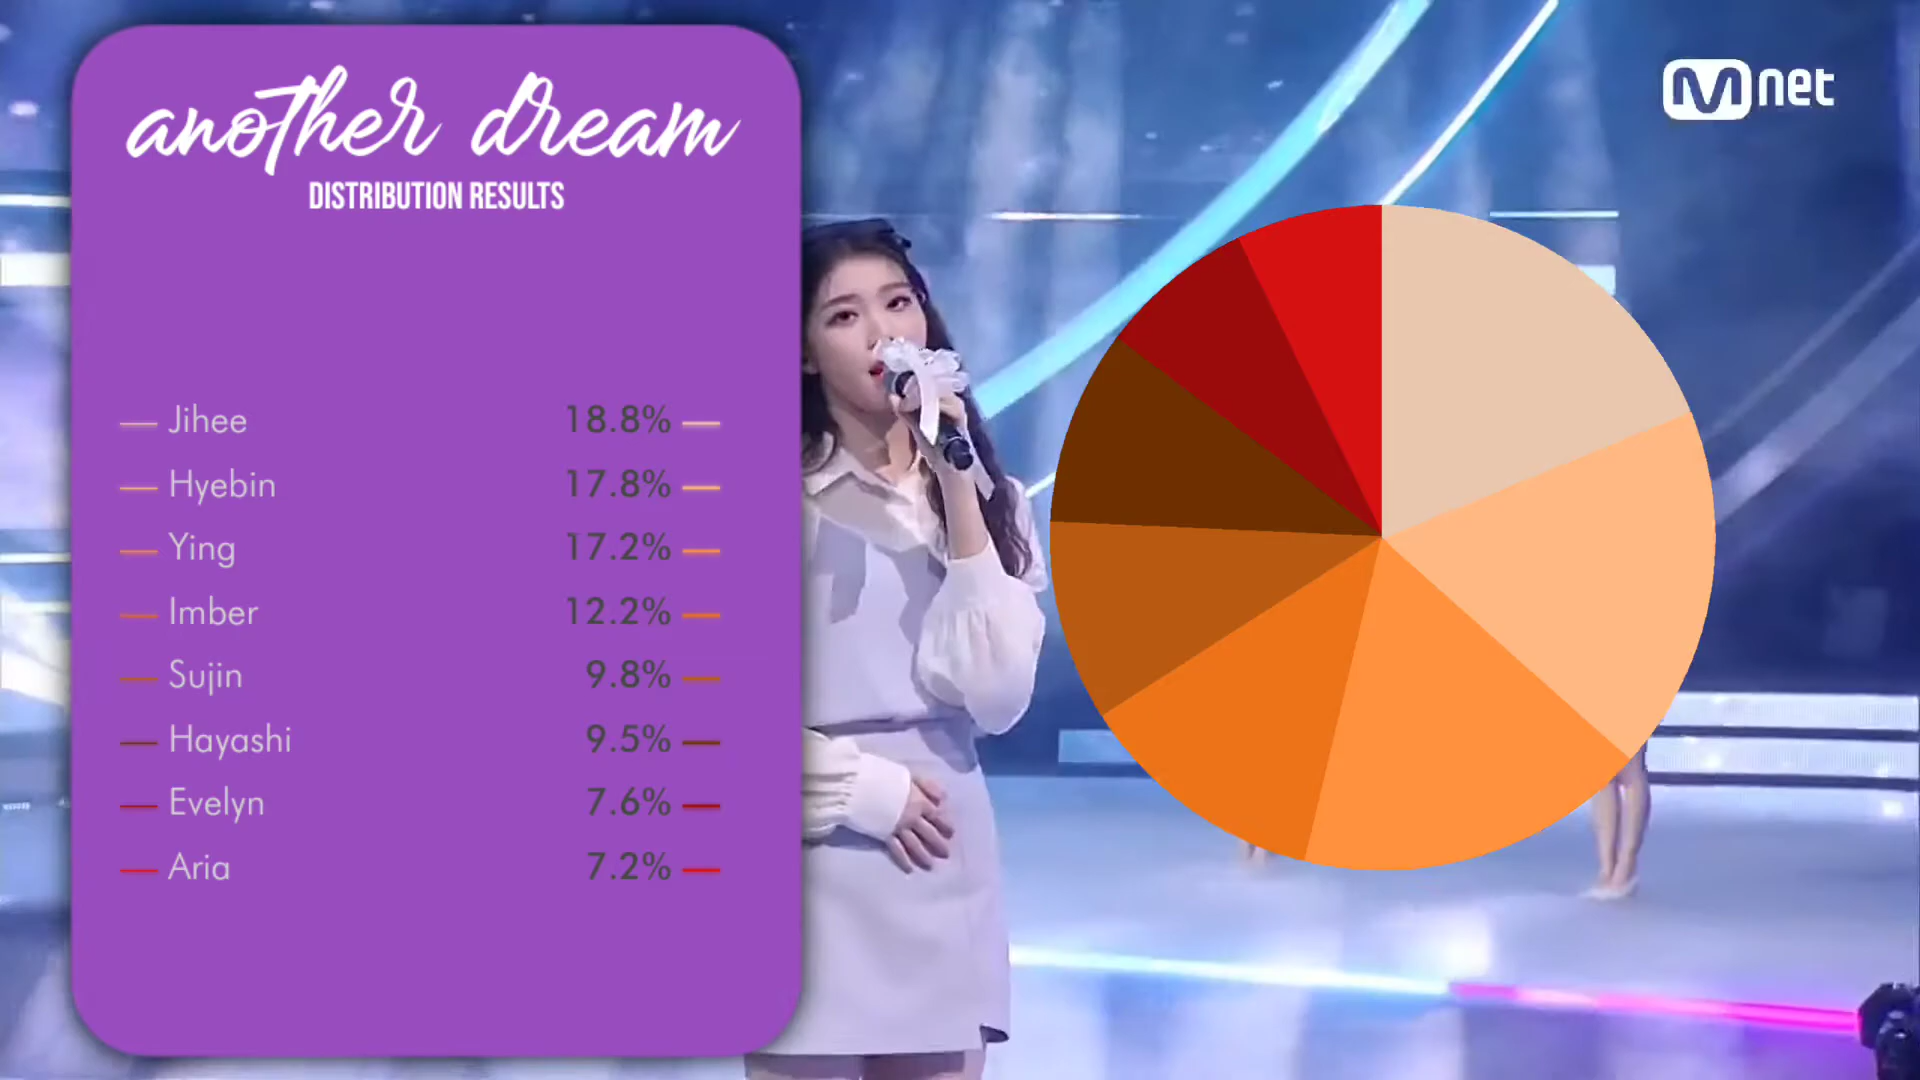 another dream
DISTRIBUTION RESULTS
Jihee 18.8%
Hyebin 17.8%
Ying 17.2%
Imber 12.2%
Sujin 9.8%
Hayashi 9.5%
Evelyn 7.6%
Aria 7.2%
Mnet